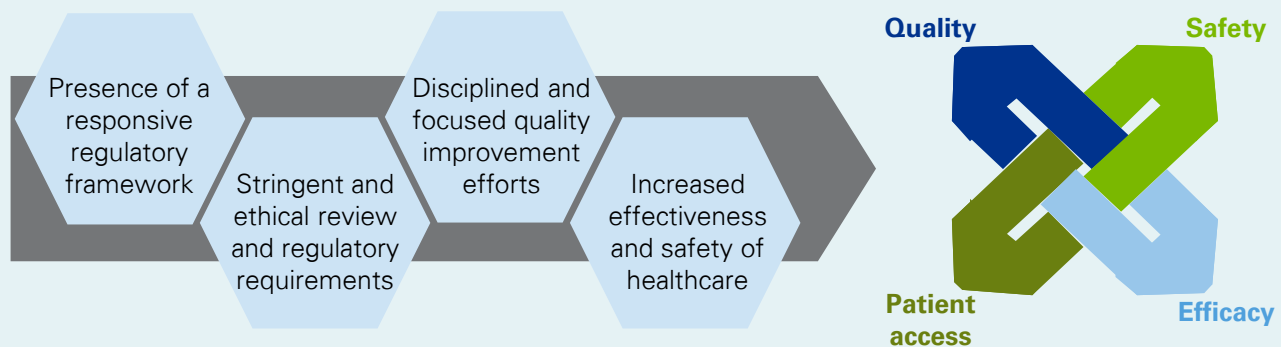 Presence of a
responsive
regulatory
framework
Stringent and
ethical review
and regulatory
requirements
Disciplined and
focused quality
improvement
efforts
Increased
effectiveness
and safety of
healthcare
Quality
Safety
Patient
access
Efficacy